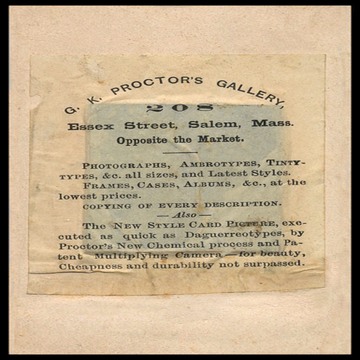 G. K. PROCTOR'S GALLERY,
208
Essex Street, Salem, Mass.
Opposite the Market.
PHOTOGRAPHS, AMBROTYPES, TINTY-
TYPES, &c. all sizes, and Latest Styles.
FRAMES, CASES, ALBUMS, &c., at the
lowest prices.
COPYING OF EVERY DESCRIPTION.
— Also —
The NEW STYLE CARD PICTURE, exe-
cuted as quick as Daguerreotypes, by
Proctor's New Chemical process and Pa-
tent Multiplying Camera—for beauty,
Cheapness and durability not surpassed.